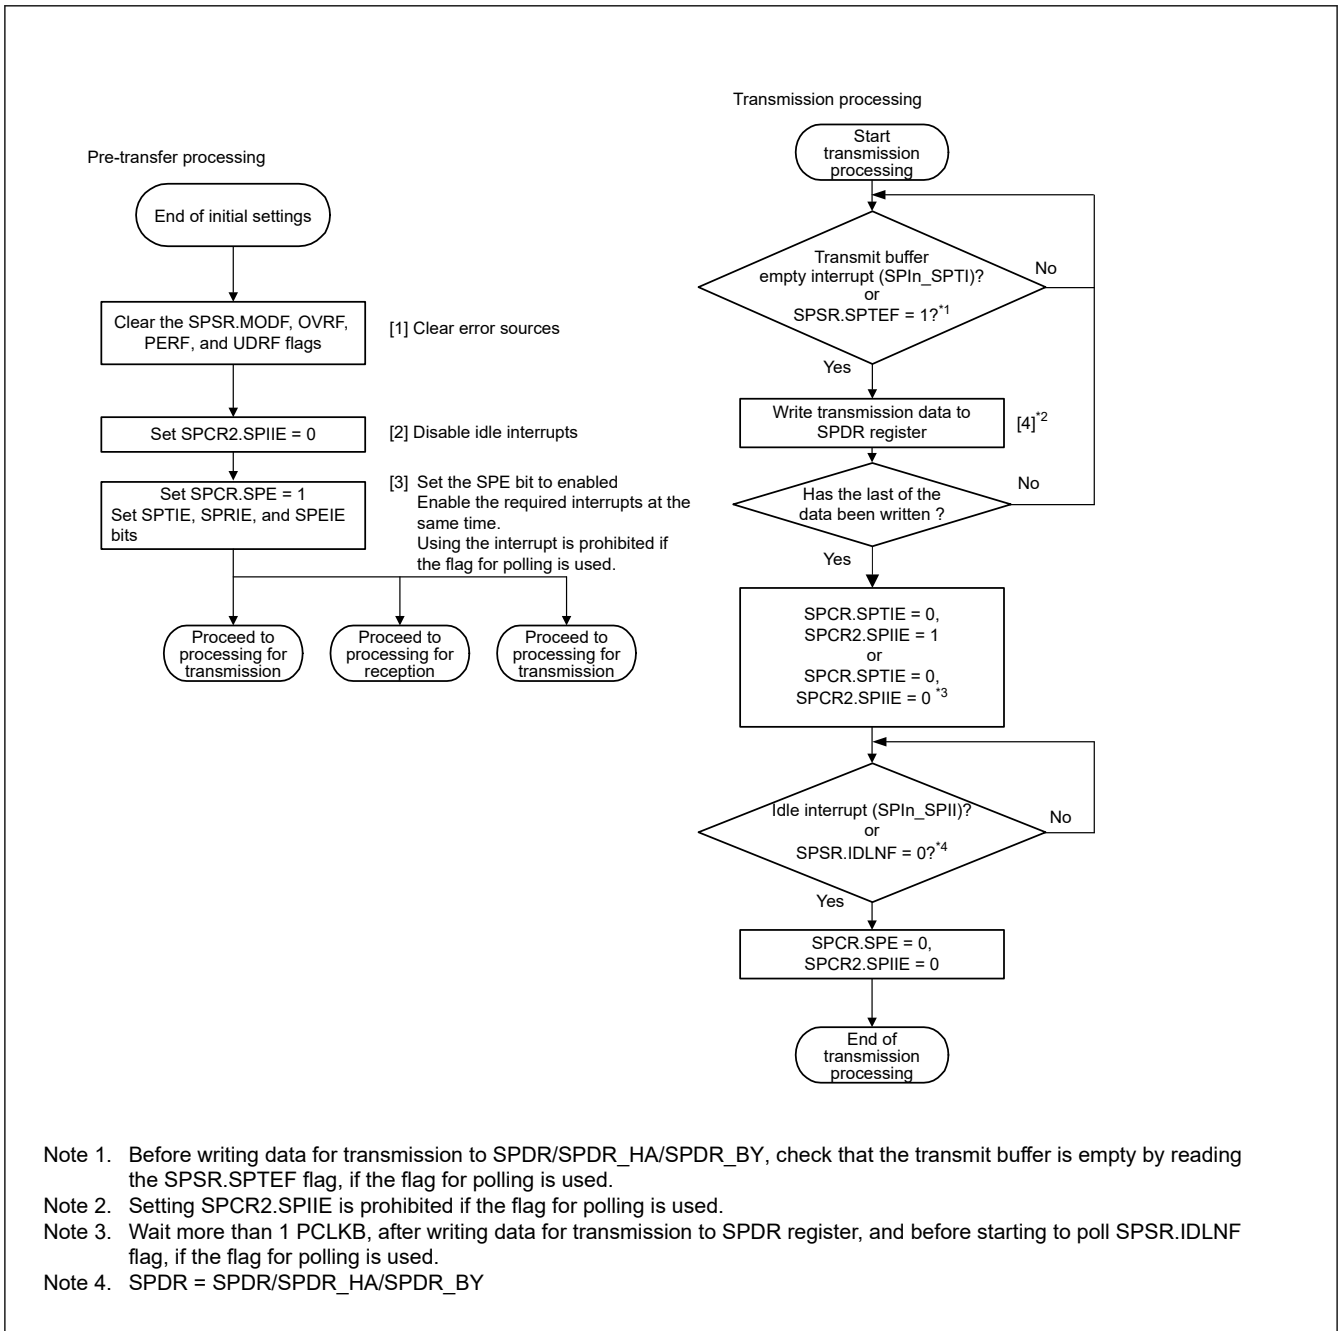 Pre-transfer processing
End of initial settings
Clear the SPSR.MODF, OVRF,
PERF, and UDRF flags
[1] Clear error sources
Set SPCR2.SPIIE = 0
[2] Disable idle interrupts
Set SPCR.SPE = 1
Set SPTIE, SPRIE, and SPEIE
bits
[3] Set the SPE bit to enabled
Enable the required interrupts at the
same time.
Using the interrupt is prohibited if
the flag for polling is used.
Proceed to
processing for
transmission
Proceed to
processing for
reception
Proceed to
processing for
transmission
Transmission processing
Start
transmission
processing
Transmit buffer
empty interrupt (SPIn_SPTI)?
or
SPSR.SPTEF = 1?*1
No
Yes
Write transmission data to
SPDR register
[4]*2
Has the last of the
data been written ?
No
Yes
SPCR.SPTIE = 0,
SPCR2.SPIIE = 1
or
SPCR.SPTIE = 0,
SPCR2.SPIIE = 0 *3
Idle interrupt (SPIn_SPII)?
or
SPSR.IDLNF = 0?*4
No
Yes
SPCR.SPE = 0,
SPCR2.SPIIE = 0
End of
transmission
processing
Note 1. Before writing data for transmission to SPDR/SPDR_HA/SPDR_BY, check that the transmit buffer is empty by reading
the SPSR.SPTEF flag, if the flag for polling is used.
Note 2. Setting SPCR2.SPIIE is prohibited if the flag for polling is used.
Note 3. Wait more than 1 PCLKB, after writing data for transmission to SPDR register, and before starting to poll SPSR.IDLNF
flag, if the flag for polling is used.
Note 4. SPDR = SPDR/SPDR_HA/SPDR_BY